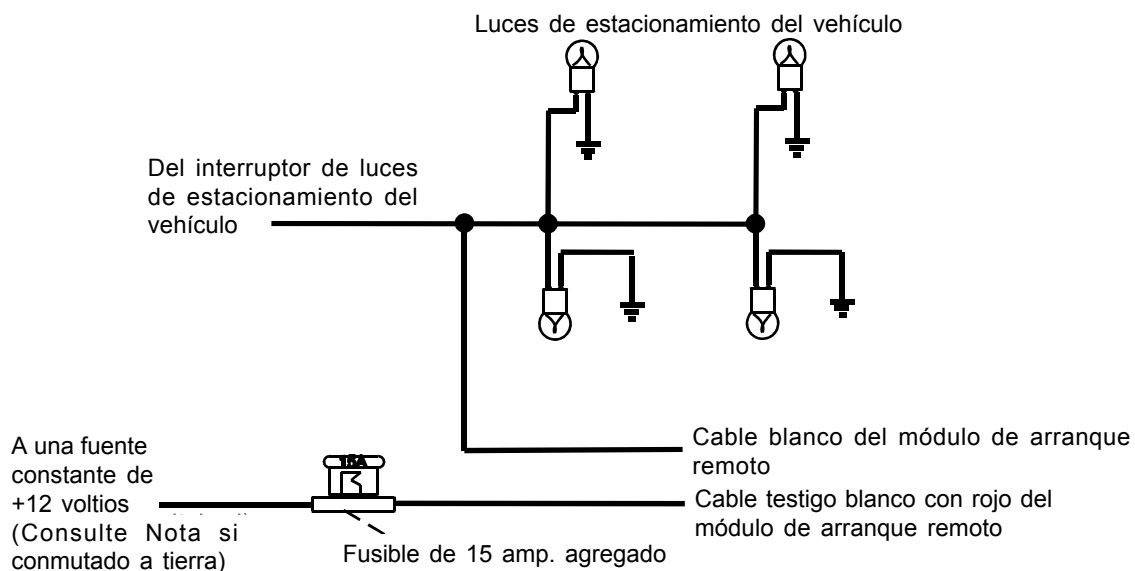 Luces de estacionamiento del vehículo
Del interruptor de luces
de estacionamiento del
vehículo
Cable blanco del módulo de arranque
remoto
A una fuente
constante de
+12 voltios
(Consulte Nota si
conmutado a tierra)
15A
Cable testigo blanco con rojo del
módulo de arranque remoto
Fusible de 15 amp. agregado